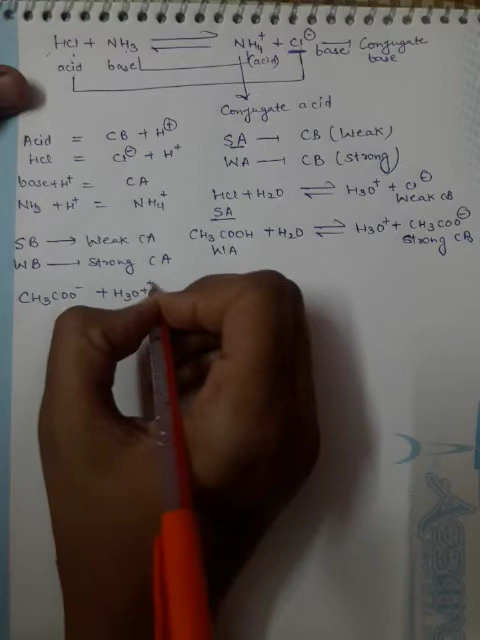 HCl + NH₃ ⇌ NH₄⁺ + Cl⊖ base → Conjugate base
acid base (acid)
Conjugate acid
Acid = CB + H⊕
HCl = Cl⊖ + H⁺
base + H⁺ = CA
NH₃ + H⁺ = NH₄⁺
SA → CB (Weak)
WA → CB (strong)
HCl + H₂O ⇌ H₃O⁺ + Cl⊖
SA Weak CB
CH₃COOH + H₂O ⇌ H₃O⁺ + CH₃COO⊖
WA Strong CB
SB → Weak CA
WB → Strong CA
CH₃COO⁻ + H₃O+